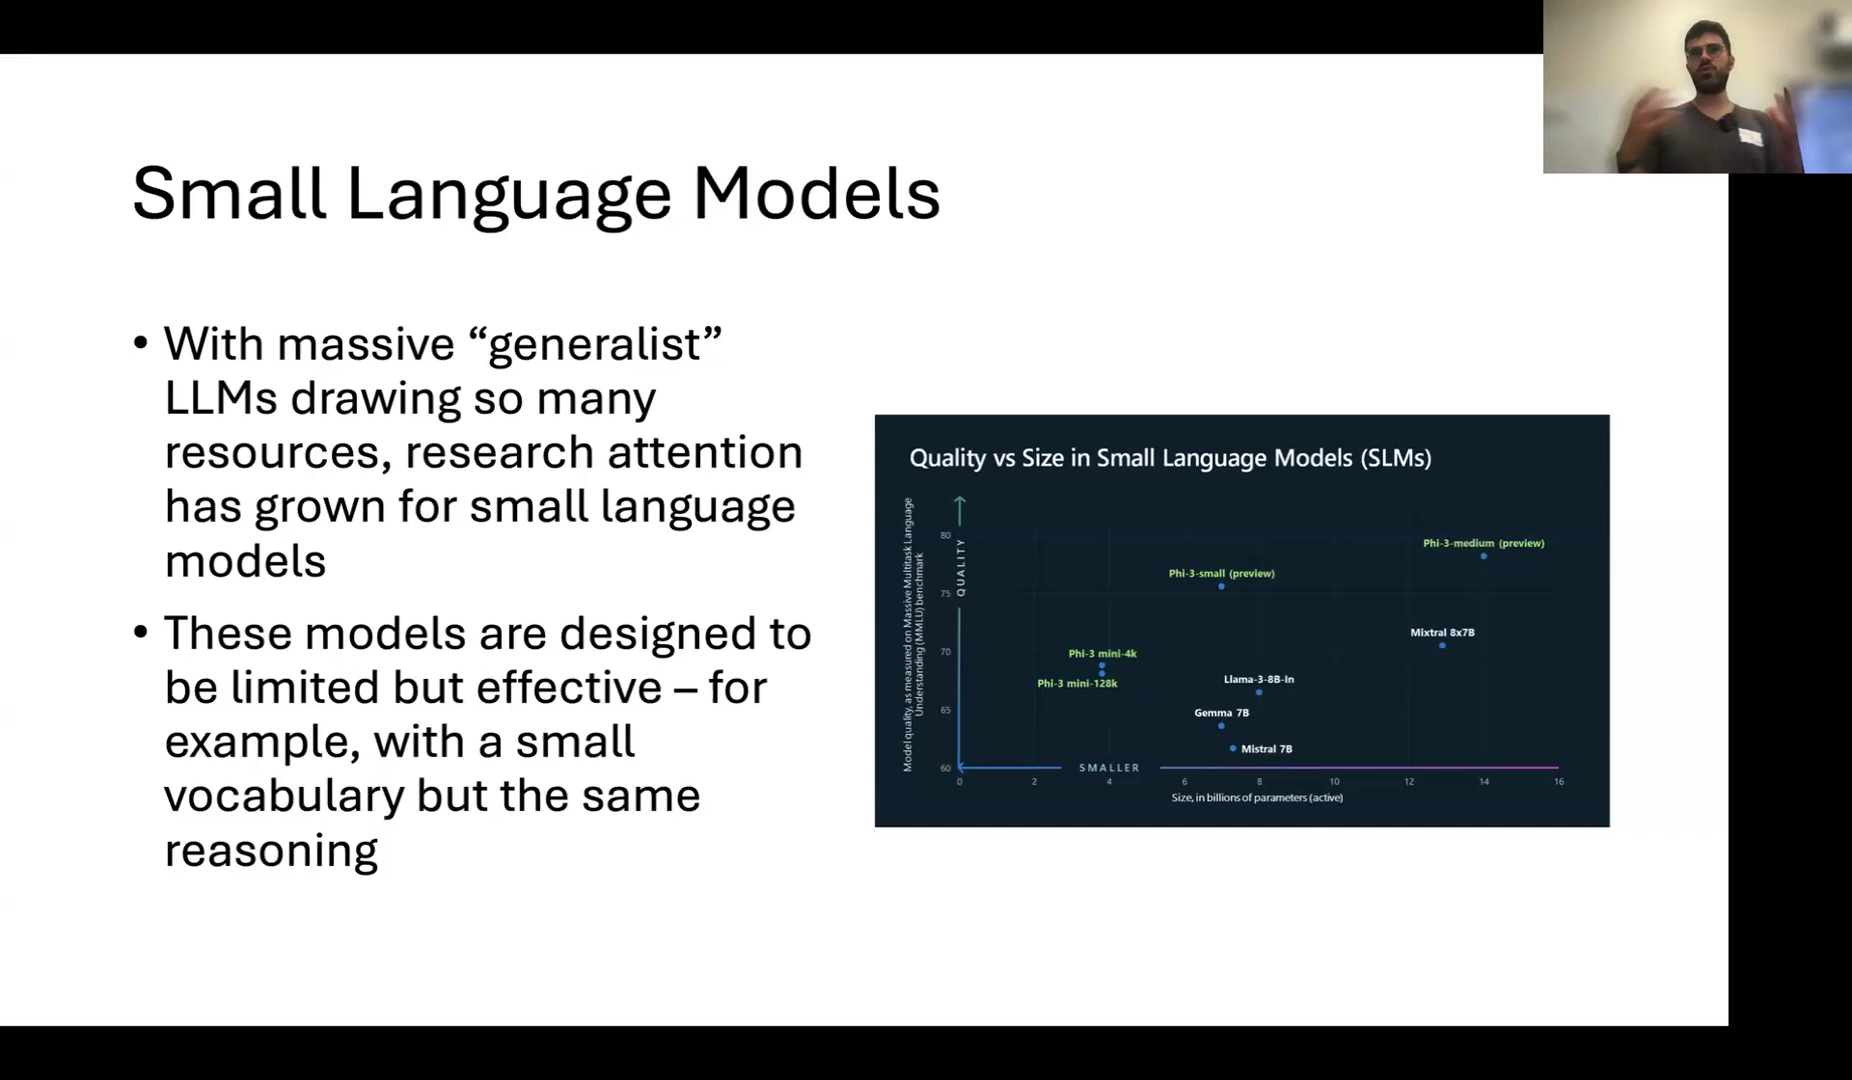 Small Language Models
• With massive “generalist”
LLMs drawing so many
resources, research attention
has grown for small language
models
• These models are designed to
be limited but effective – for
example, with a small
vocabulary but the same
reasoning
Quality vs Size in Small Language Models (SLMs)
Model quality, as measured on Massive Multitask Language
Understanding (MMLU) benchmark
QUALITY
80
75
70
65
60
Phi-3-medium (preview)
Phi-3-small (preview)
Mixtral 8x7B
Phi-3 mini-4k
Phi-3 mini-128k
Llama-3-8B-In
Gemma 7B
Mistral 7B
SMALLER
0 2 4 6 8 10 12 14 16
Size, in billions of parameters (active)